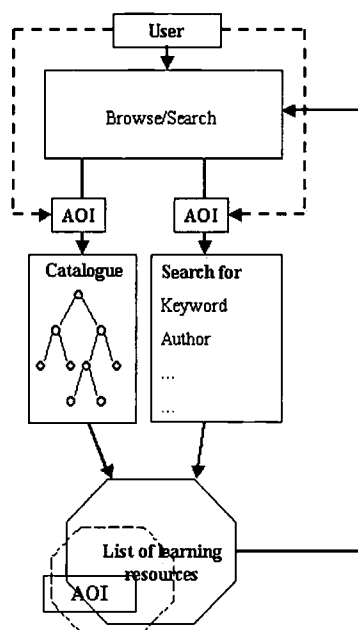 User
Browse/Search
AOI
AOI
Catalogue
Search for
Keyword
Author
...
...
List of learning
resources
AOI